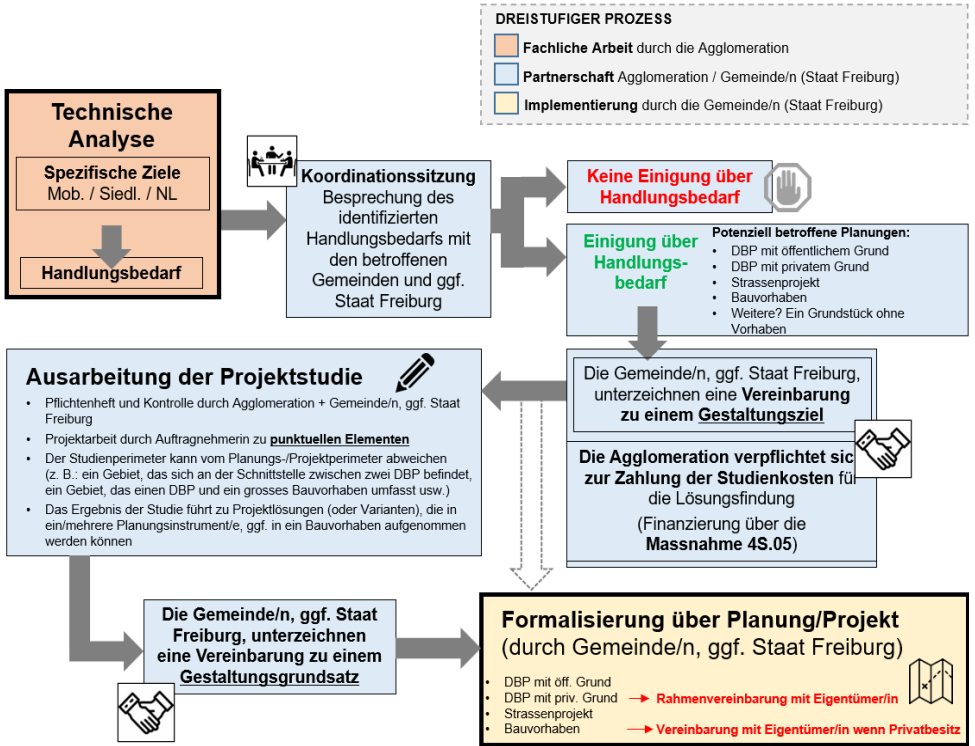 DREISTUFIGER PROZESS
Fachliche Arbeit durch die Agglomeration
Partnerschaft Agglomeration / Gemeinde/n (Staat Freiburg)
Implementierung durch die Gemeinde/n (Staat Freiburg)
Technische
Analyse
Spezifische Ziele
Mob. / Siedl. / NL
Handlungsbedarf
Koordinationssitzung
Besprechung des
identifizierten
Handlungsbedarfs mit
den betroffenen
Gemeinden und ggf.
Staat Freiburg
Keine Einigung über
Handlungsbedarf
Einigung über
Handlungs-
bedarf
Potenziell betroffene Planungen:
• DBP mit öffentlichem Grund
• DBP mit privatem Grund
• Strassenprojekt
• Bauvorhaben
• Weitere? Ein Grundstück ohne
Vorhaben
Die Gemeinde/n, ggf. Staat Freiburg,
unterzeichnen eine Vereinbarung
zu einem Gestaltungsziel
Die Agglomeration verpflichtet sich
zur Zahlung der Studienkosten für
die Lösungsfindung
(Finanzierung über die
Massnahme 4S.05)
Ausarbeitung der Projektstudie
• Pflichtenheft und Kontrolle durch Agglomeration + Gemeinde/n, ggf. Staat
Freiburg
• Projektarbeit durch Auftragnehmerin zu punktuellen Elementen
• Der Studienperimeter kann vom Planungs-/Projektperimeter abweichen
(z. B.: ein Gebiet, das sich an der Schnittstelle zwischen zwei DBP befindet,
ein Gebiet, das einen DBP und ein grosses Bauvorhaben umfasst usw.)
• Das Ergebnis der Studie führt zu Projektlösungen (oder Varianten), die in
ein/mehrere Planungsinstrument/e, ggf. in ein Bauvorhaben aufgenommen
werden können
Die Gemeinde/n, ggf. Staat
Freiburg, unterzeichnen
eine Vereinbarung zu einem
Gestaltungsgrundsatz
Formalisierung über Planung/Projekt
(durch Gemeinde/n, ggf. Staat Freiburg)
• DBP mit öff. Grund
• DBP mit priv. Grund → Rahmenvereinbarung mit Eigentümer/in
• Strassenprojekt
• Bauvorhaben → Vereinbarung mit Eigentümer/in wenn Privatbesitz